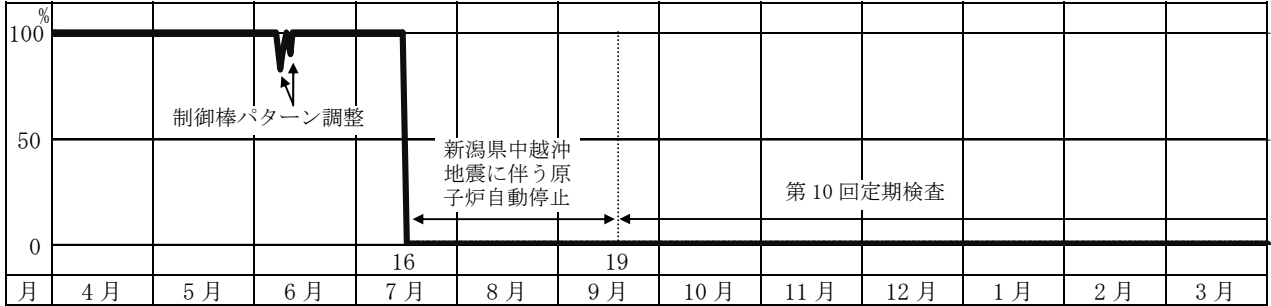 %
100
制御棒パターン調整
50
新潟県中越沖
地震に伴う原
子炉自動停止
第10回定期検査
0
16 19
月 4月 5月 6月 7月 8月 9月 10月 11月 12月 1月 2月 3月